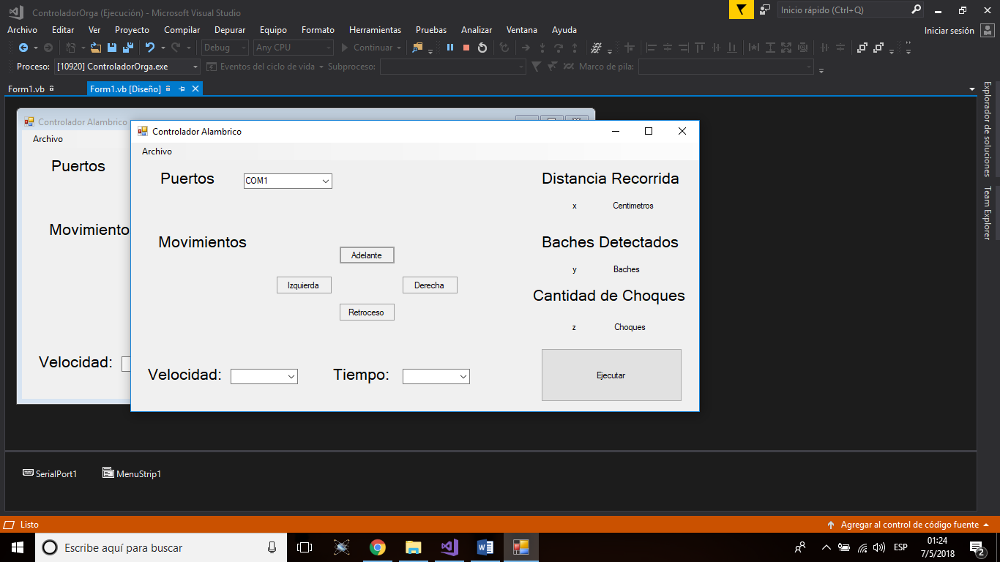 ControladorOrga (Ejecución) - Microsoft Visual Studio
Inicio rápido (Ctrl+Q)
Archivo Editar Ver Proyecto Compilar Depurar Equipo Formato Herramientas Pruebas Analizar Ventana Ayuda
Iniciar sesión
Debug Any CPU Continuar
Proceso: [10920] ControladorOrga.exe Eventos del ciclo de vida Subproceso: Marco de pila:
Form1.vb Form1.vb [Diseño]
Explorador de soluciones
Team Explorer
Controlador Alambrico
Archivo
Puertos
Movimiento
Velocidad:
Controlador Alambrico
Archivo
Puertos COM1 Distancia Recorrida
x Centimetros
Movimientos Baches Detectados
Adelante
y Baches
Izquierda Derecha
Cantidad de Choques
Retroceso
z Choques
Velocidad: Tiempo: Ejecutar
SerialPort1 MenuStrip1
Listo
Agregar al control de código fuente
Escribe aquí para buscar
ESP
01:24
7/5/2018
2